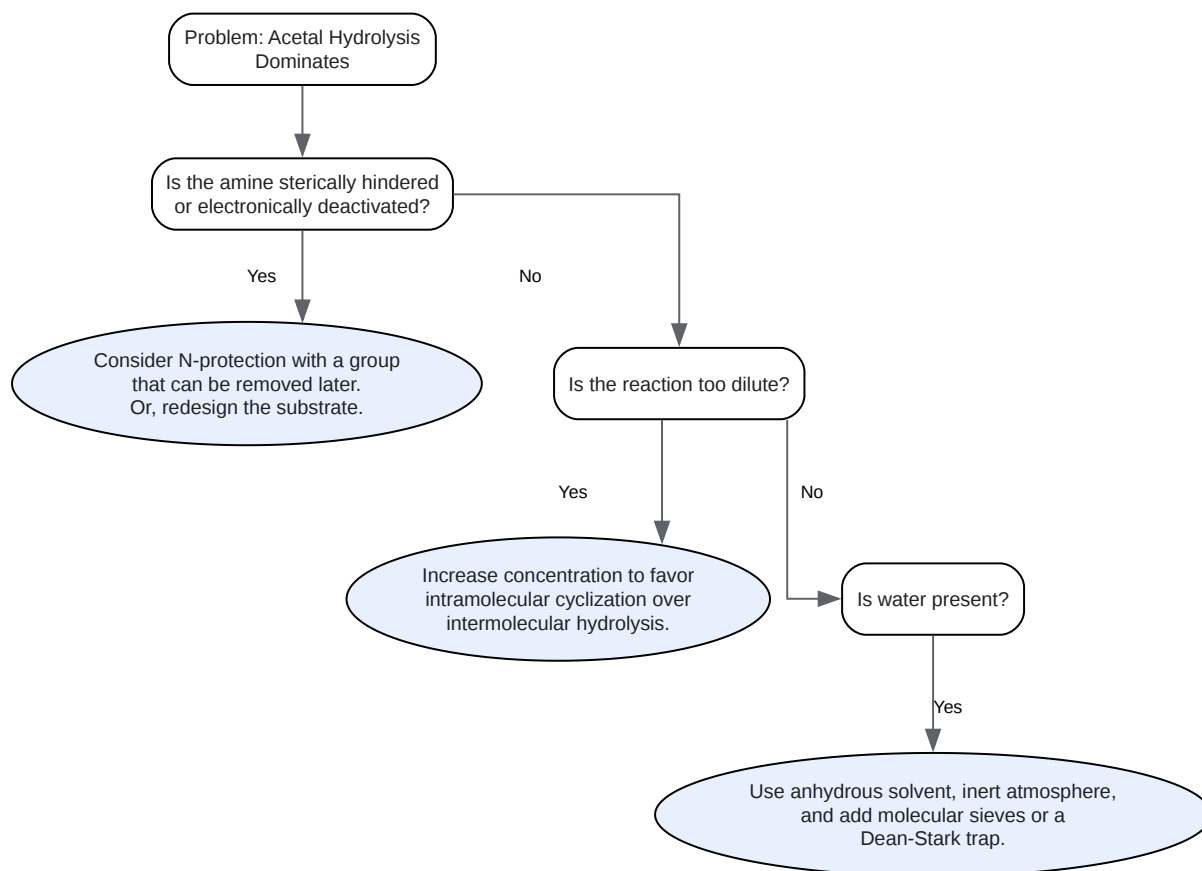 Problem: Acetal Hydrolysis
Dominates
Is the amine sterically hindered
or electronically deactivated?
Yes
No
Consider N-protection with a group
that can be removed later.
Or, redesign the substrate.
Is the reaction too dilute?
Yes
No
Increase concentration to favor
intramolecular cyclization over
intermolecular hydrolysis.
Is water present?
Yes
Use anhydrous solvent, inert atmosphere,
and add molecular sieves or a
Dean-Stark trap.